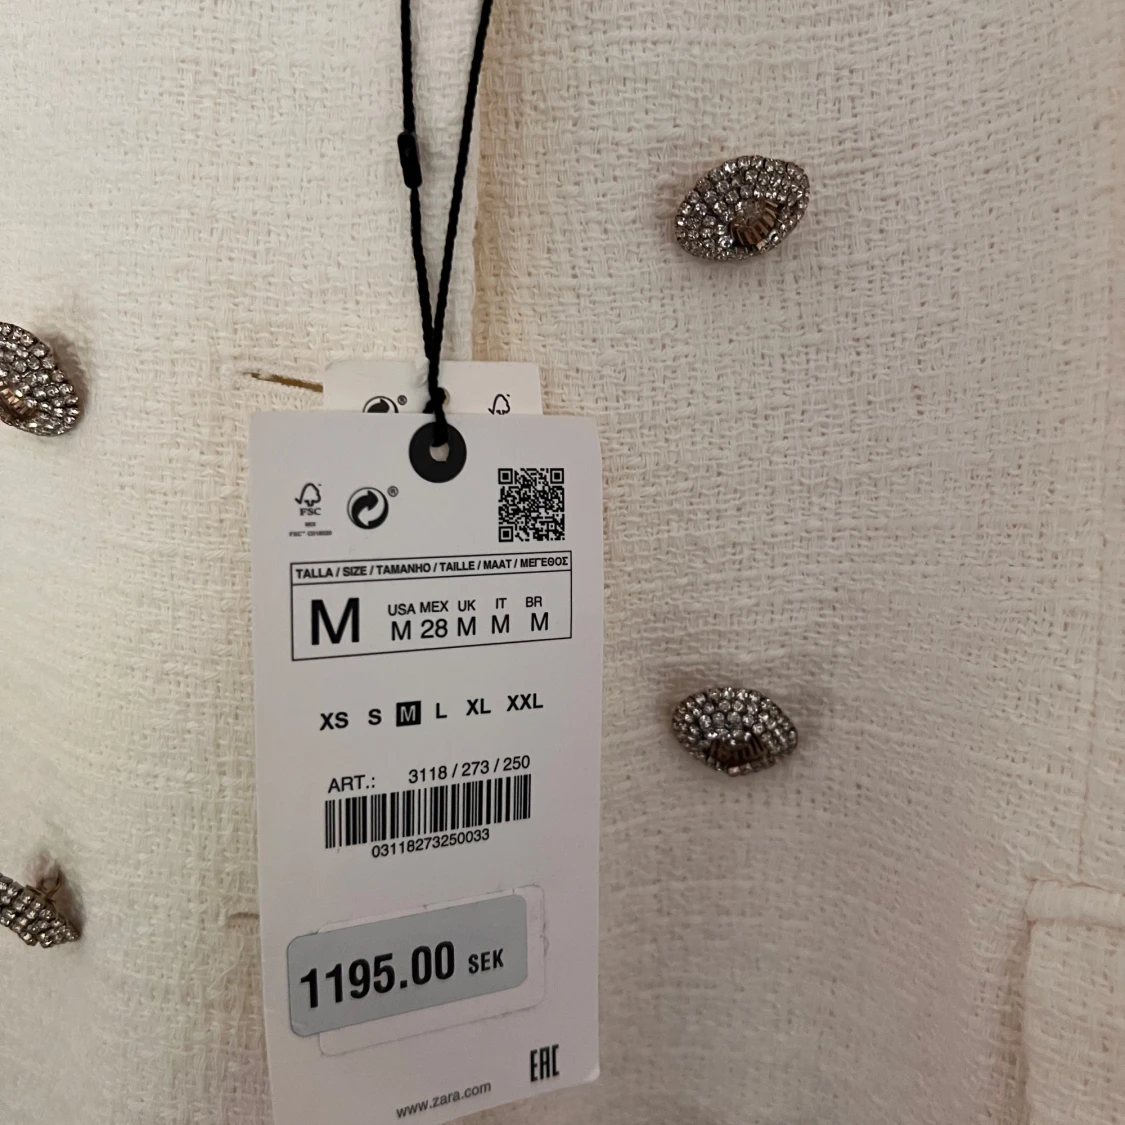 FSC
MIX
TALLA / SIZE / TAMANHO / TAILLE / MAAT / ΜΕΓΕΘΟΣ
M
USA MEX UK IT BR
M 28 M M M
XS S M L XL XXL
ART.: 3118 / 273 / 250
03118273250033
1195.00 SEK
EAC
www.zara.com